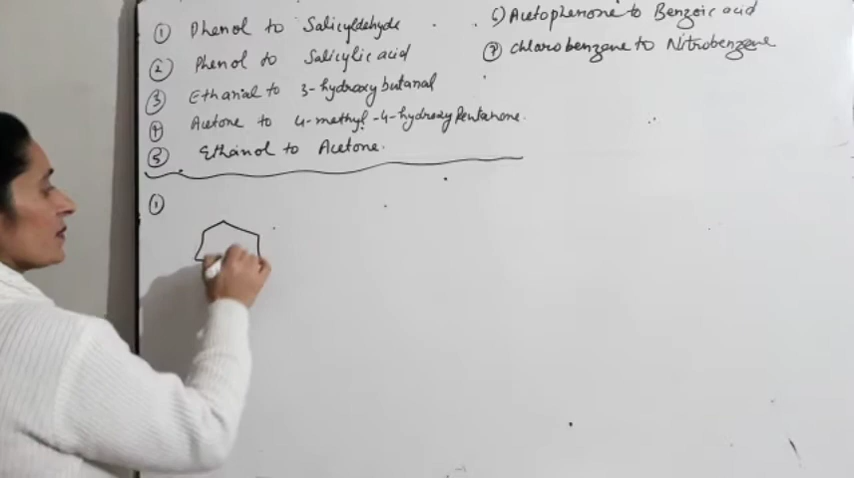 ① Phenol to Salicyldehyde
② Phenol to Salicylic acid
③ Ethanal to 3-hydroxy butanal
④ Acetone to 4-methyl-4-hydroxy Pentanone.
⑤ Ethanol to Acetone.
6) Acetophenone to Benzoic acid
⑦ Chlorobenzene to Nitrobenzene
①